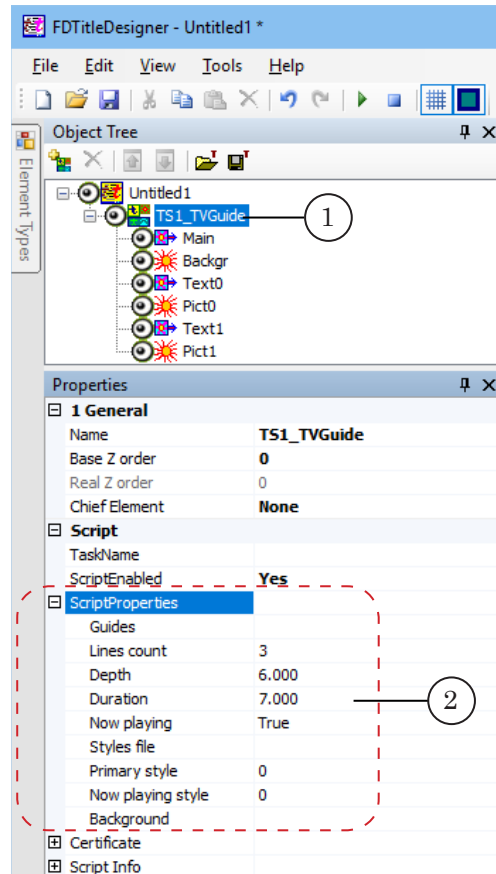 FDTitleDesigner - Untitled1 *
File Edit View Tools Help
Element Types
Object Tree
Untitled1
TS1_TVGuide
1
Main
Backgr
Text0
Pict0
Text1
Pict1
Properties
1 General
Name TS1_TVGuide
Base Z order 0
Real Z order 0
Chief Element None
Script
TaskName
ScriptEnabled Yes
ScriptProperties
Guides
Lines count 3
Depth 6.000
Duration 7.000
2
Now playing True
Styles file
Primary style 0
Now playing style 0
Background
Certificate
Script Info